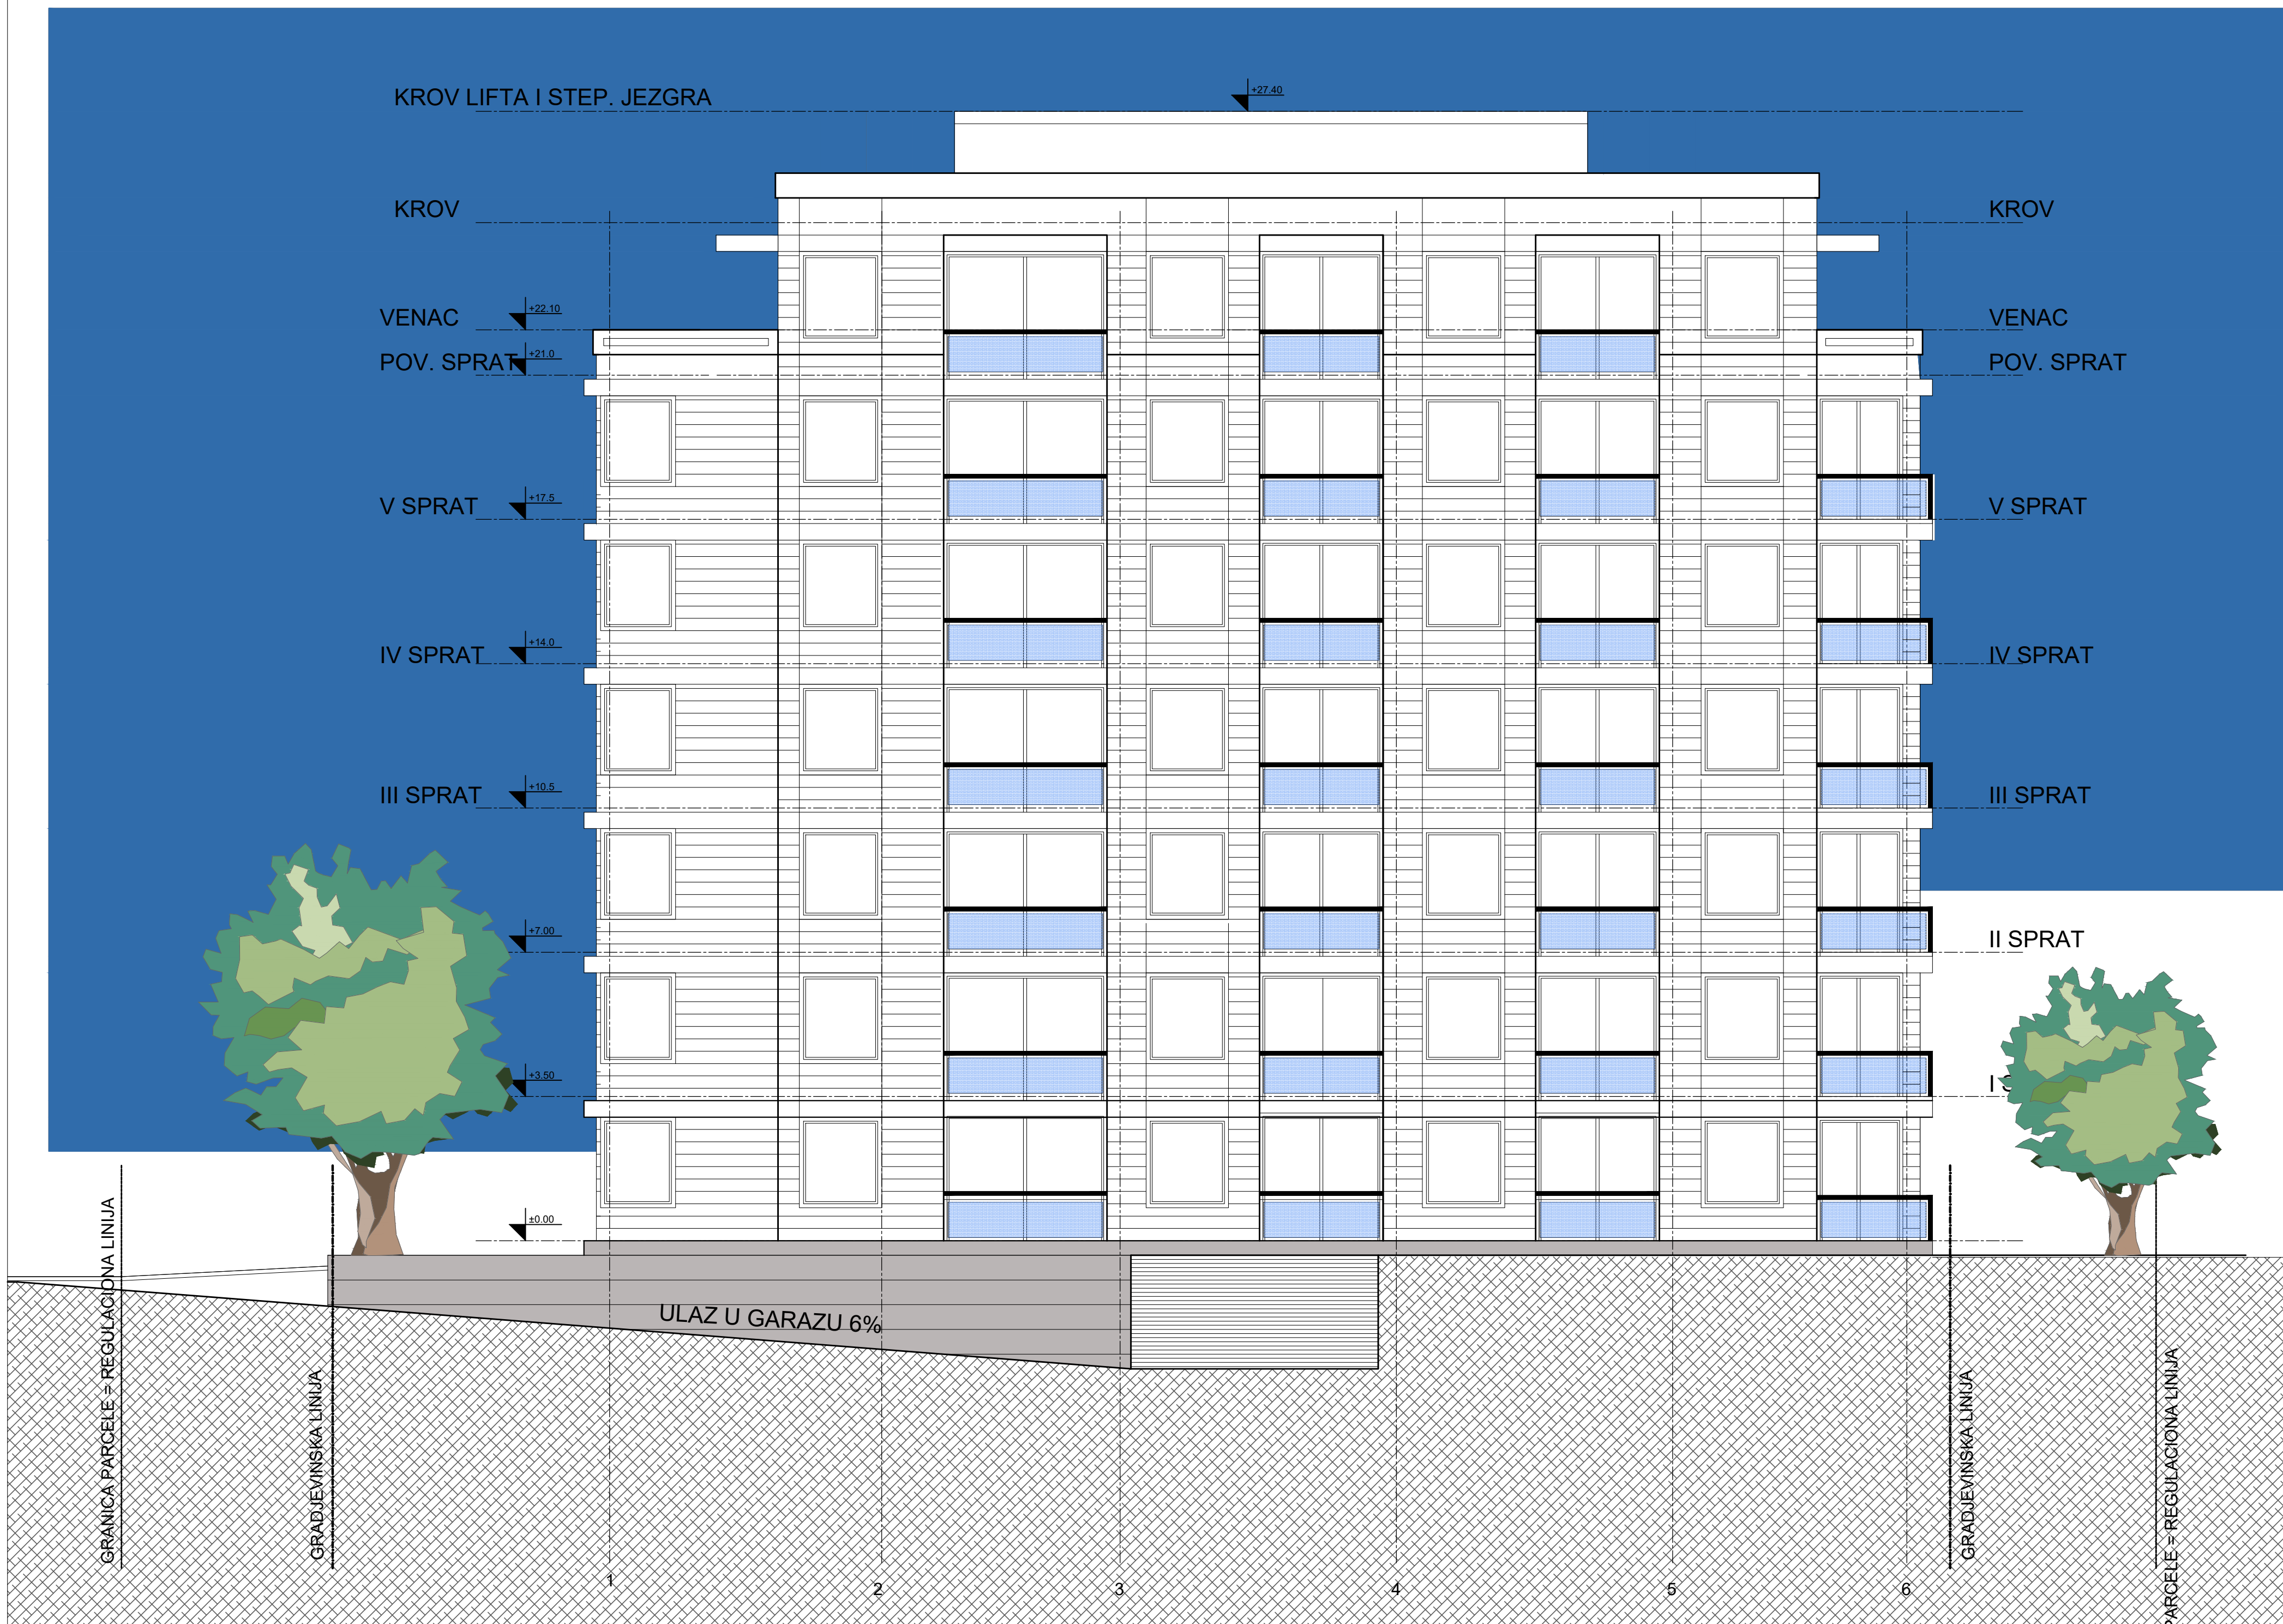 KROV LIFTA I STEP. JEZGRA
+27.40
KROV
KROV
VENAC
+22.10
VENAC
POV. SPRAT
+21.0
POV. SPRAT
V SPRAT
+17.5
V SPRAT
IV SPRAT
+14.0
IV SPRAT
III SPRAT
+10.5
III SPRAT
+7.00
II SPRAT
+3.50
I
±0.00
ULAZ U GARAZU 6%
GRANICA PARCELE = REGULACIONA LINIJA
GRADJEVINSKA LINIJA
GRADJEVINSKA LINIJA
PARCELE = REGULACIONA LINIJA
1
2
3
4
5
6